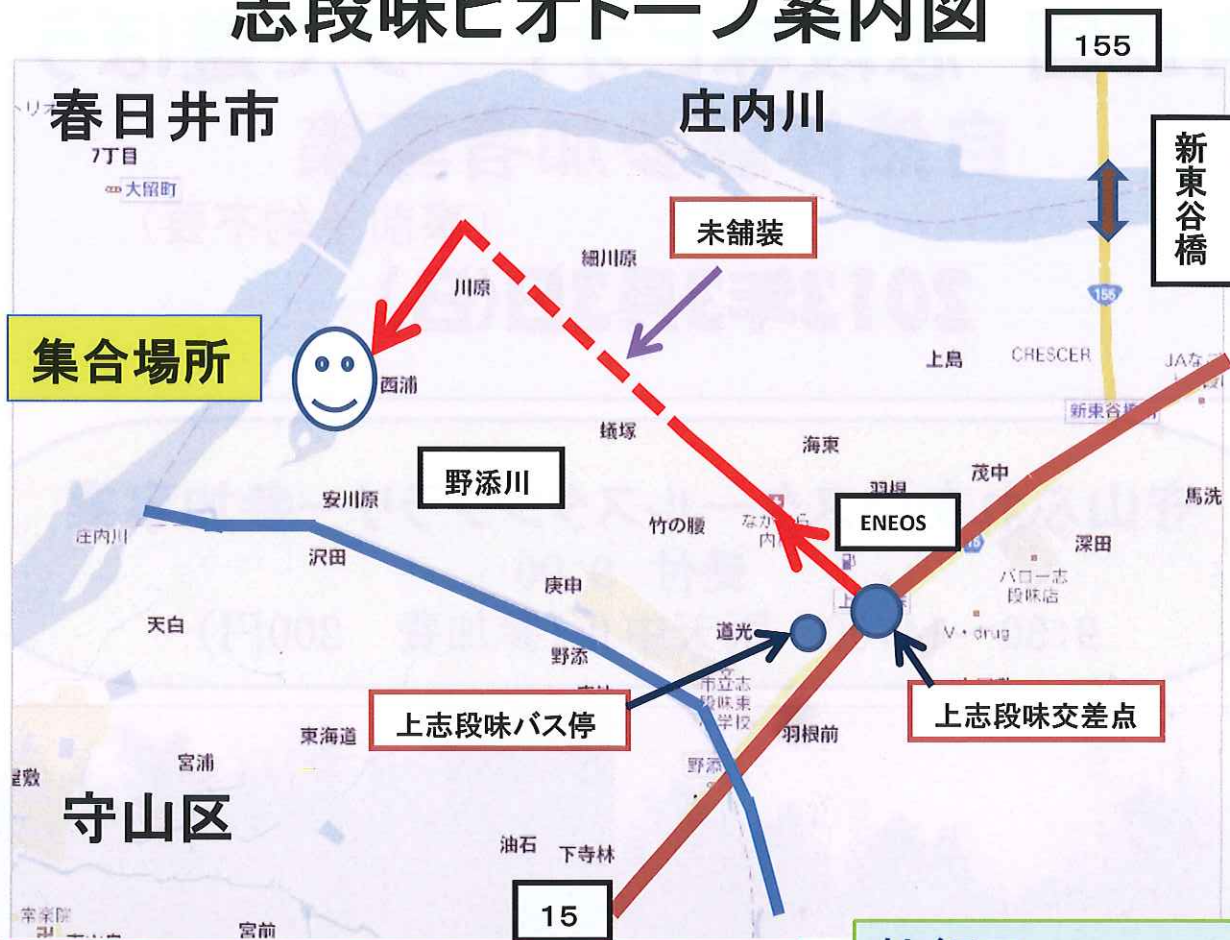 志段味ビオトープ案内図
155
春日井市
庄内川
7丁目
大留町
新東谷橋
未舗装
細川原
川原
155
集合場所
西浦
上島
CRESCER
新東谷橋
蟻塚
海東
野添川
茂中
羽根
馬洗
安川原
竹の腰
ENEOS
庄内川
沢田
深田
バロー志
段味店
庚申
天白
道光
V・drug
野添
市立志
段味東
小学校
上志段味バス停
上志段味交差点
東海道
羽根前
宮浦
野添
屋敷
守山区
油石
下寺林
15
常楽院
宮前